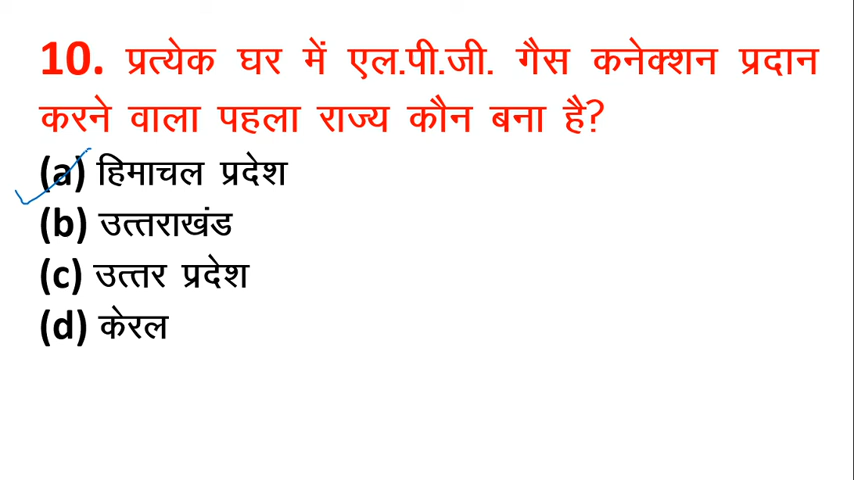 10. प्रत्येक घर में एल.पी.जी. गैस कनेक्शन प्रदान
करने वाला पहला राज्य कौन बना है?
(a) हिमाचल प्रदेश
(b) उत्तराखंड
(c) उत्तर प्रदेश
(d) केरल